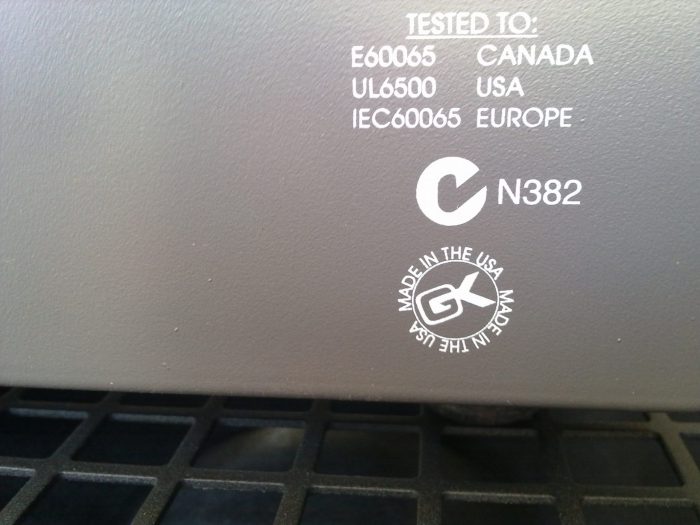 TESTED TO:
E60065 CANADA
UL6500 USA
IEC60065 EUROPE
N382
MADE IN THE USA MADE IN THE USA
GK